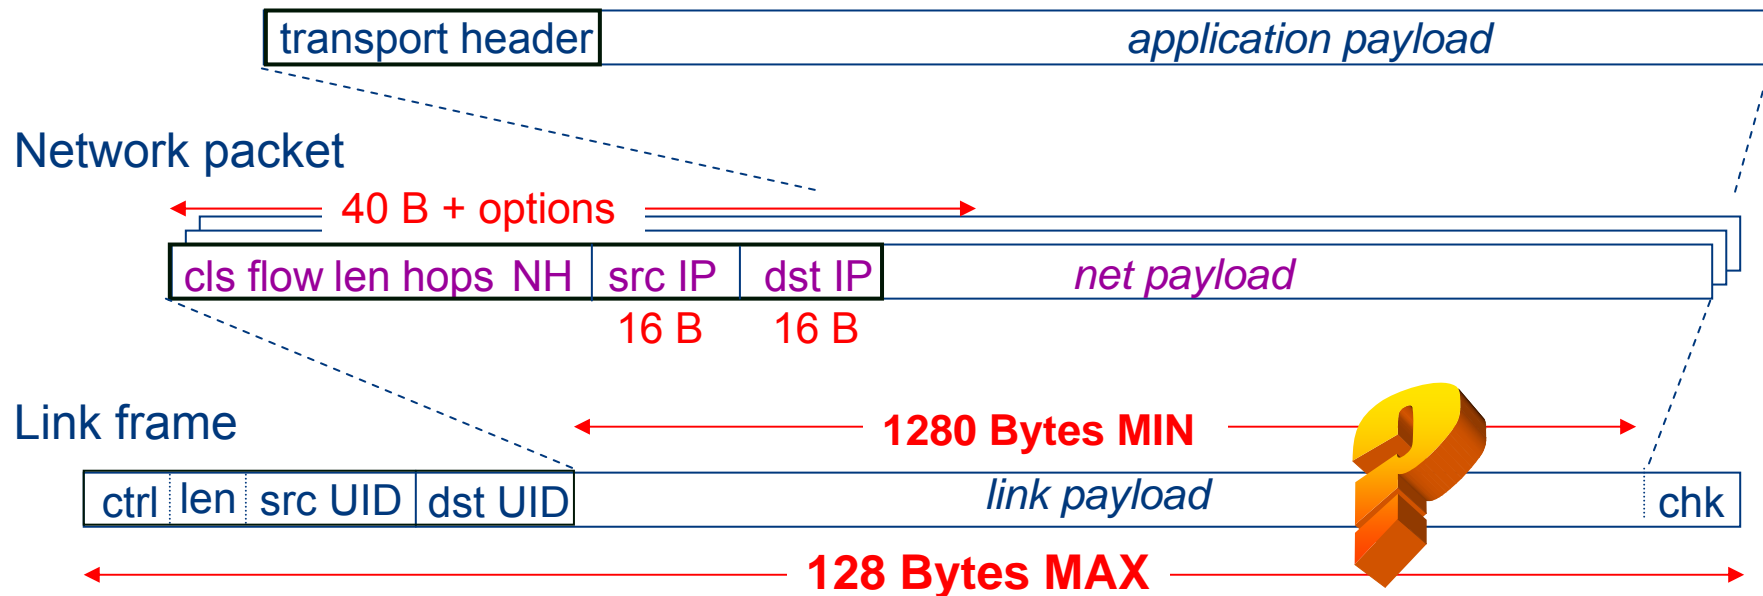 transport header application payload
Network packet
40 B + options
cls flow len hops NH src IP dst IP net payload
16 B 16 B
Link frame
1280 Bytes MIN
ctrl len src UID dst UID link payload chk
128 Bytes MAX